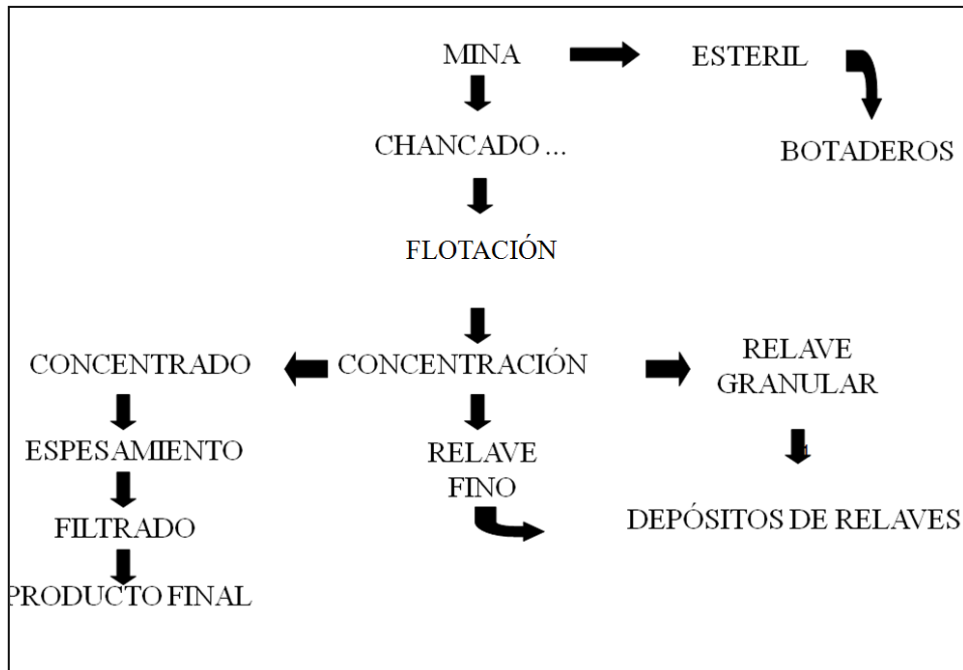 MINA
ESTERIL
CHANCADO ...
BOTADEROS
FLOTACIÓN
CONCENTRADO
CONCENTRACIÓN
RELAVE
GRANULAR
ESPESAMIENTO
RELAVE
FINO
FILTRADO
DEPÓSITOS DE RELAVES
PRODUCTO FINAL